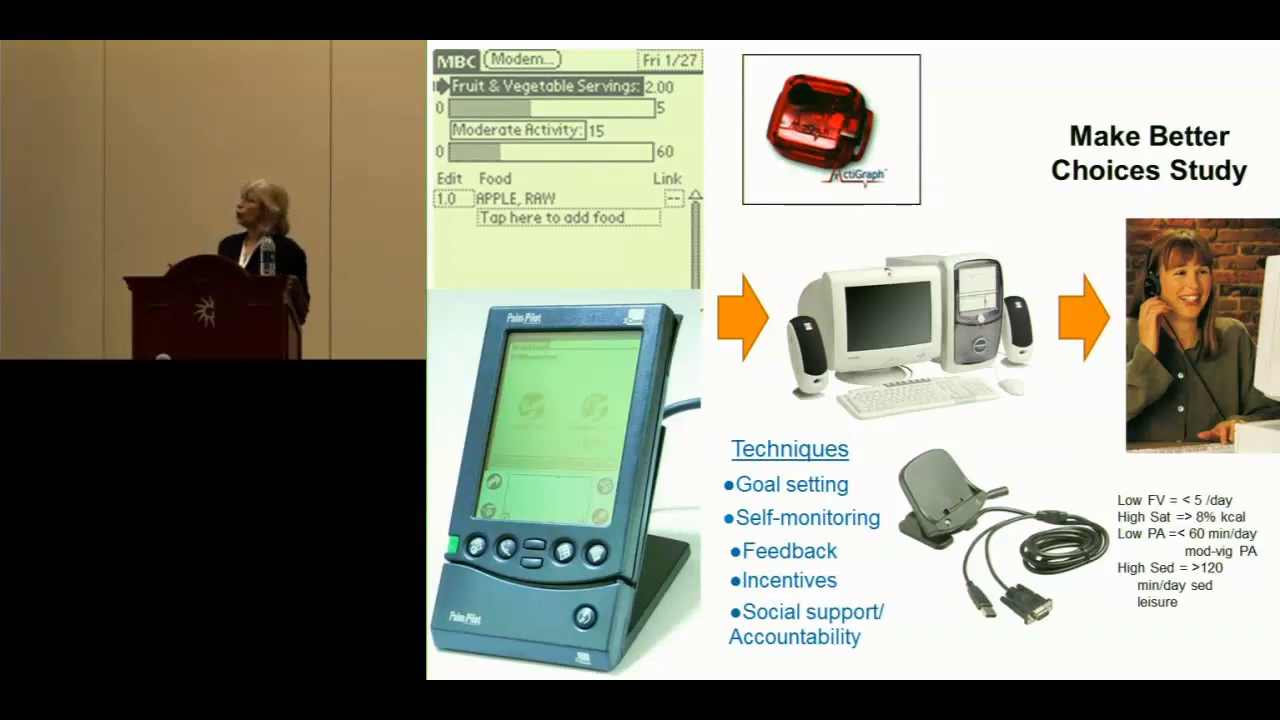 MBC Modem... Fri 1/27
Fruit & Vegetable Servings: 2.00
0 5
Moderate Activity: 15
0 60
Edit Food Link
1.0 APPLE, RAW --
Tap here to add food
ActiGraph
Make Better
Choices Study
Palm Pilot
Palm Pilot
Techniques
●Goal setting
●Self-monitoring
●Feedback
●Incentives
●Social support/
Accountability
Low FV = < 5 /day
High Sat => 8% kcal
Low PA =< 60 min/day
mod-vig PA
High Sed = >120
min/day sed
leisure